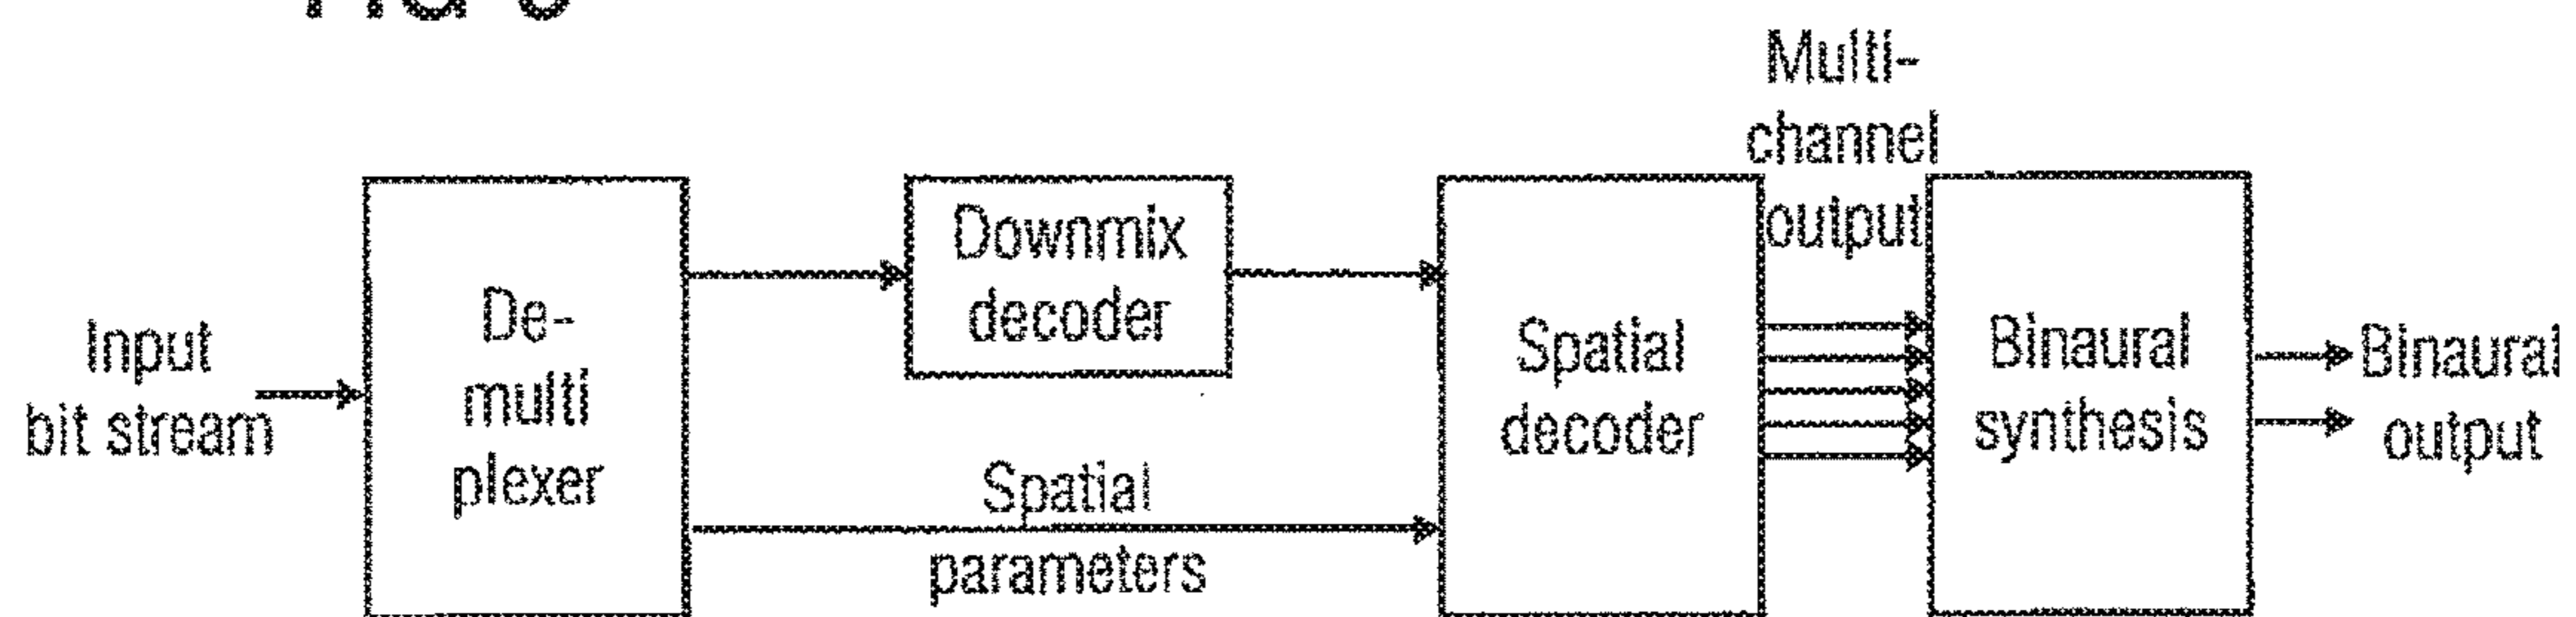 Input
bit stream
De-
multi
plexer
Downmix
decoder
Spatial
parameters
Spatial
decoder
Multi-
channel
output
Binaural
synthesis
Binaural
output